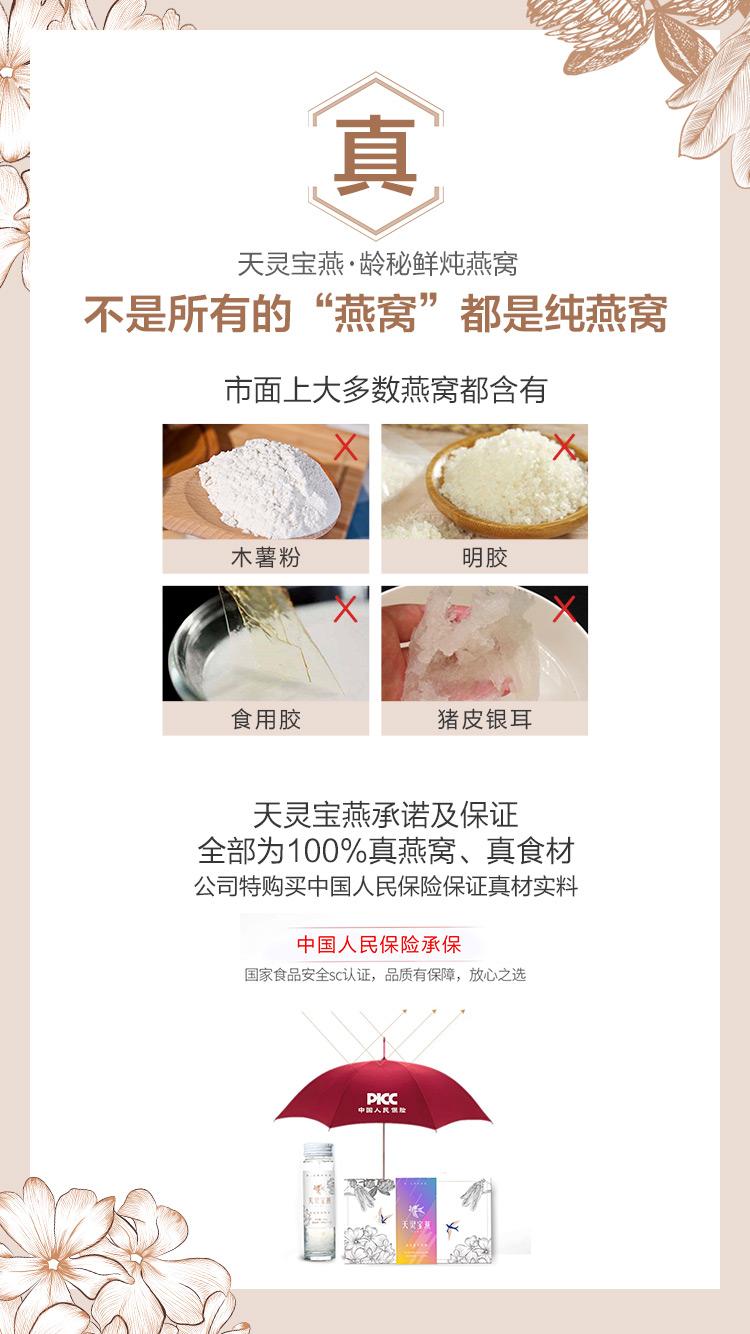 真
天灵宝燕·龄秘鲜炖燕窝
不是所有的“燕窝”都是纯燕窝
市面上大多数燕窝都含有
木薯粉
明胶
食用胶
猪皮银耳
天灵宝燕承诺及保证
全部为100%真燕窝、真食材
公司特购买中国人民保险保证真材实料
中国人民保险承保
国家食品安全sc认证，品质有保障，放心之选
PICC
中国人民保险
天灵宝燕
天灵宝燕